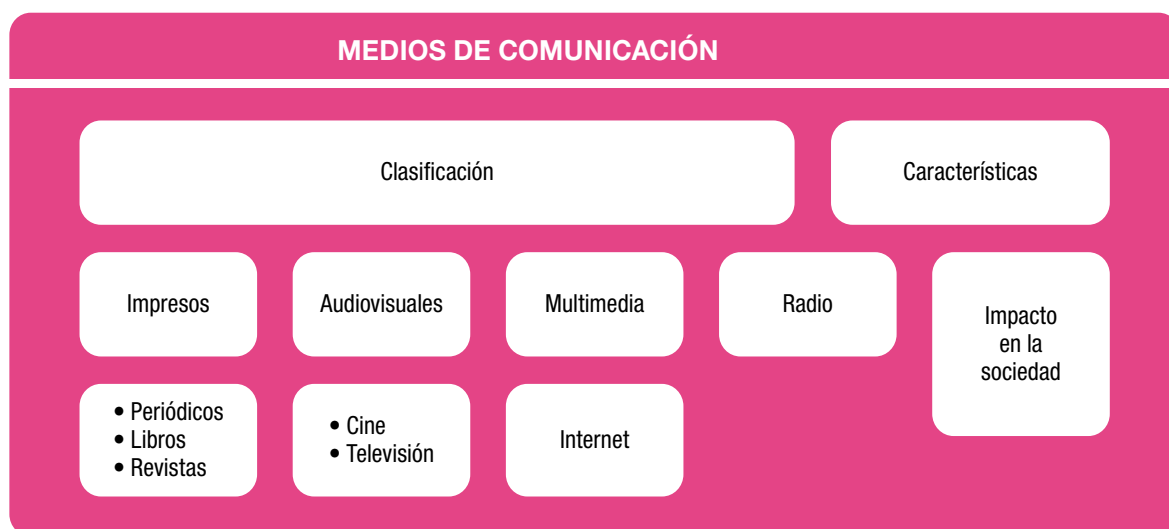 MEDIOS DE COMUNICACIÓN
Clasificación
Características
Impresos
Audiovisuales
Multimedia
Radio
Impacto
en la
sociedad
• Periódicos
• Libros
• Revistas
• Cine
• Televisión
Internet